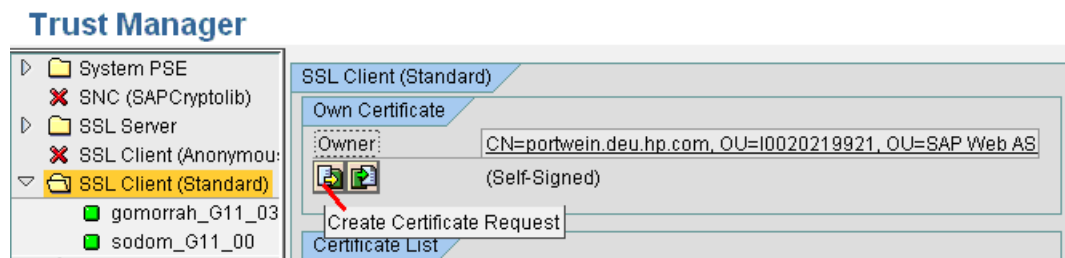 Trust Manager
System PSE
SNC (SAPCryptolib)
SSL Server
SSL Client (Anonymou
SSL Client (Standard)
gomorrah_G11_03
sodom_G11_00
SSL Client (Standard)
Own Certificate
Owner
CN=portwein.deu.hp.com, OU=I0020219921, OU=SAP Web AS
(Self-Signed)
Create Certificate Request
Certificate List